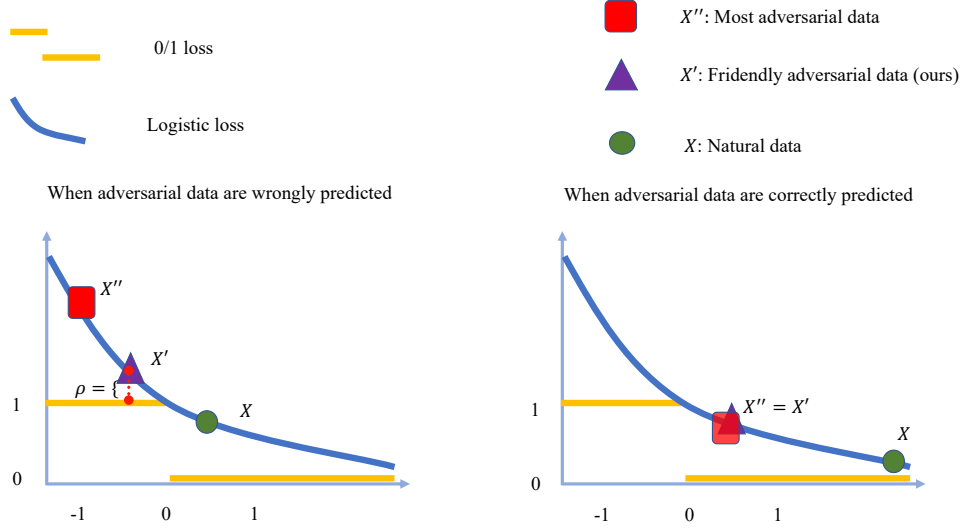 0/1 loss
Logistic loss
X'': Most adversarial data
X': Fridendly adversarial data (ours)
X: Natural data
When adversarial data are wrongly predicted
X''
X'
ρ = {
X
1
0
-1 0 1
When adversarial data are correctly predicted
X'' = X'
X
1
0
-1 0 1